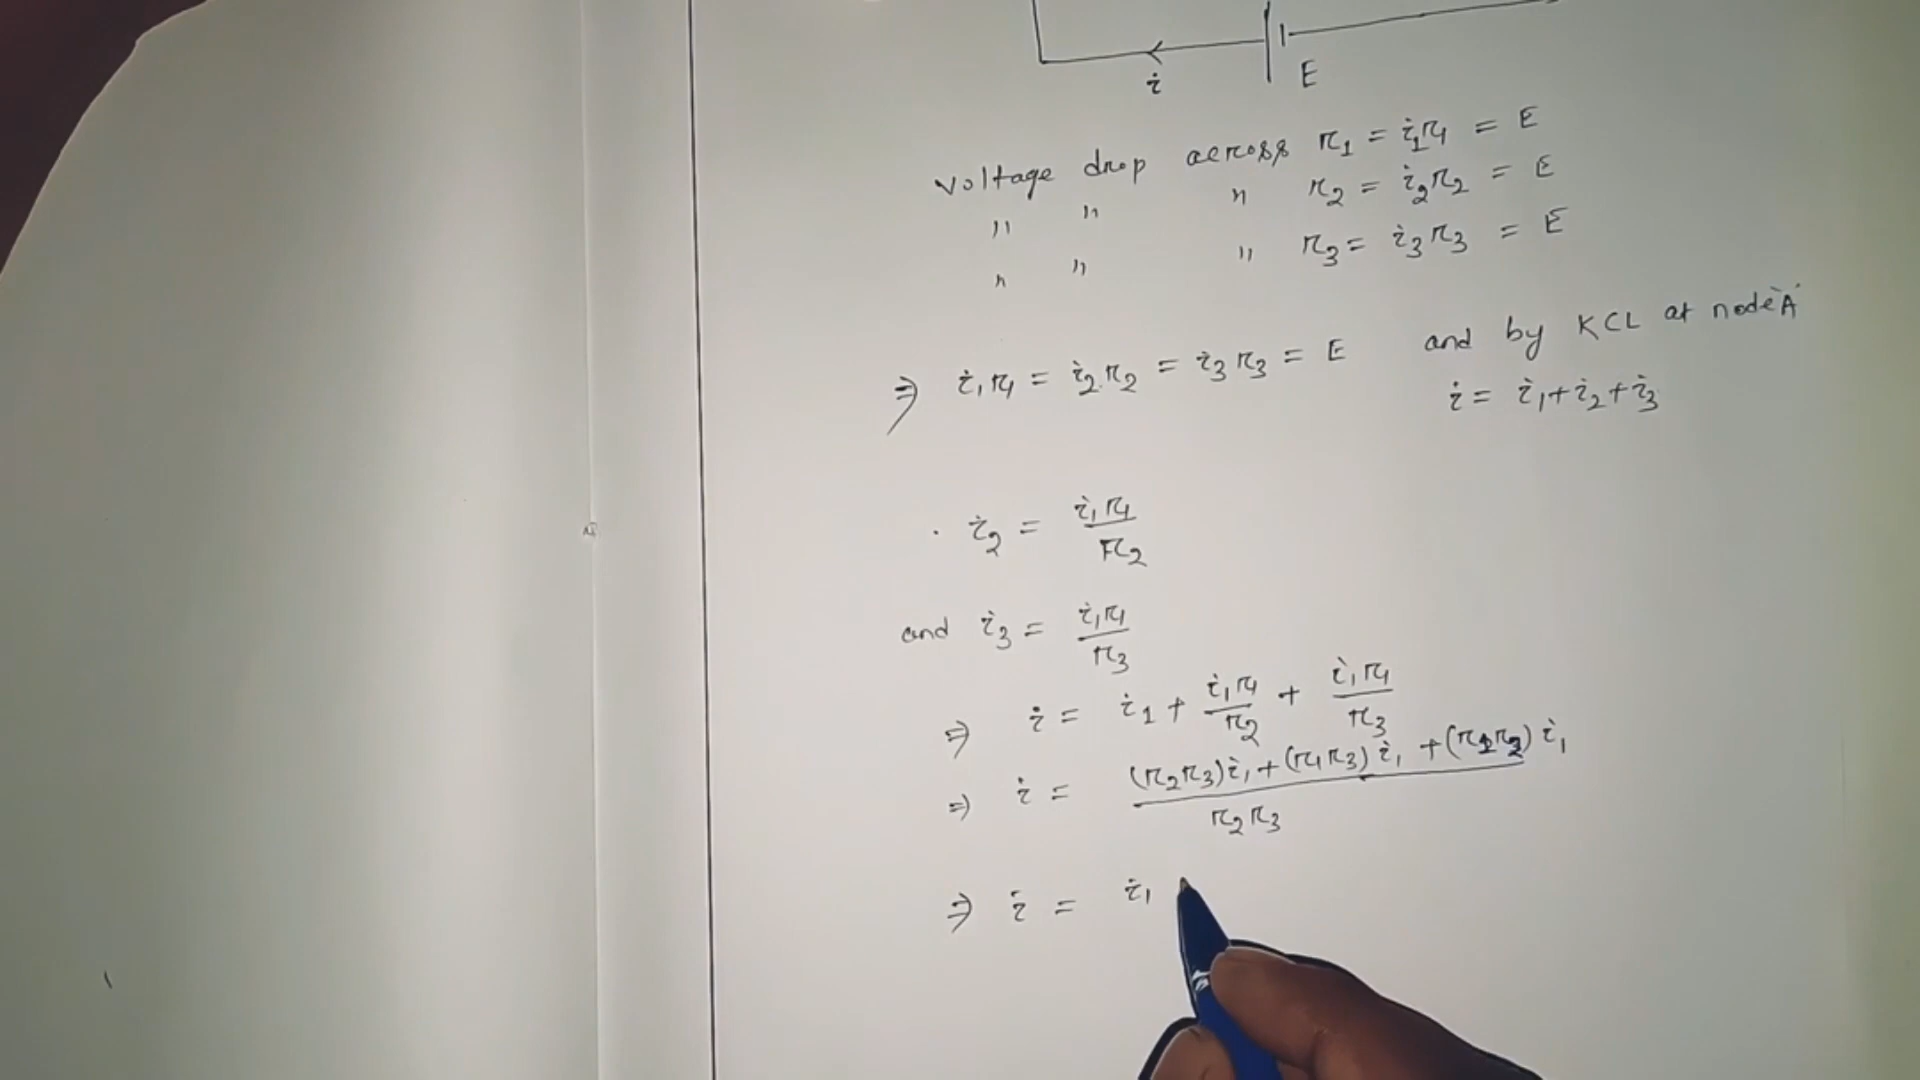 i E
voltage drop across r₁ = i₁r₁ = E
" " " r₂ = i₂r₂ = E
" " " r₃ = i₃r₃ = E
⇒ i₁r₁ = i₂r₂ = i₃r₃ = E and by KCL at node 'A'
i = i₁+i₂+i₃
i₂ = i₁r₁/r₂
and i₃ = i₁r₁/r₃
⇒ i = i₁ + i₁r₁/r₂ + i₁r₁/r₃
⇒ i = ((r₂r₃)i₁+(r₁r₃)i₁+(r₁r₂)i₁)/r₂r₃
⇒ i = i₁